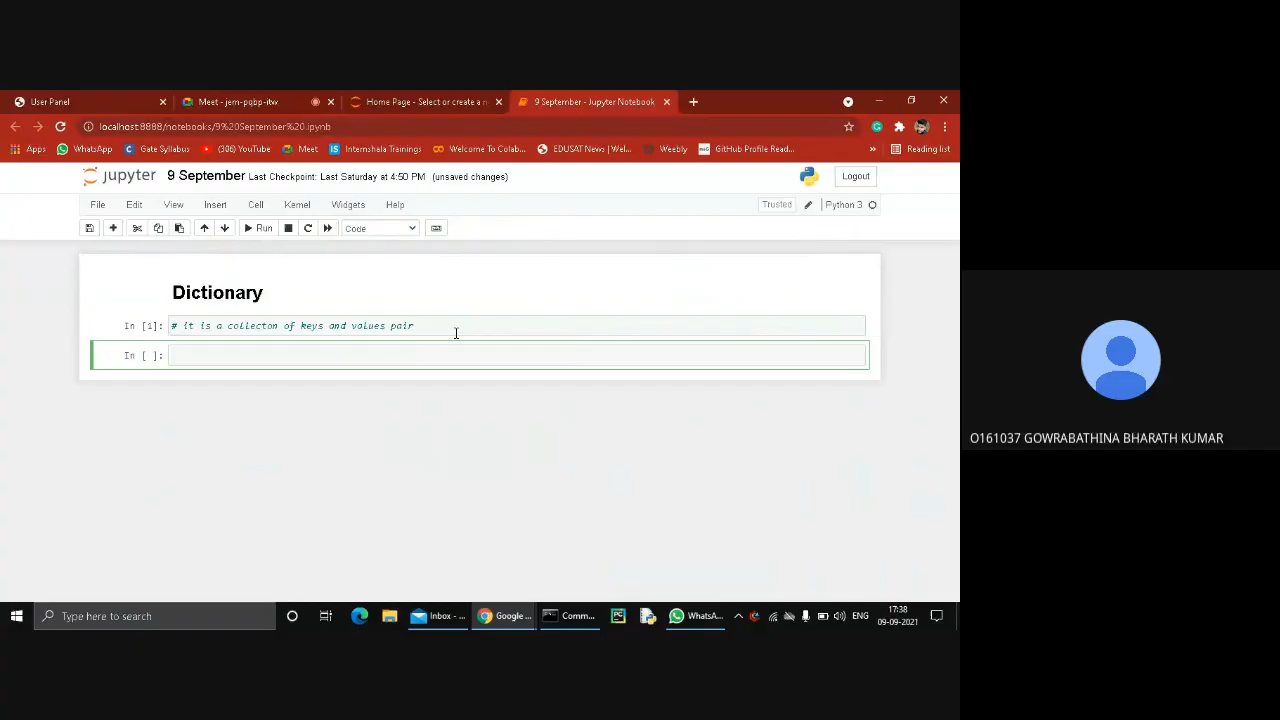 User Panel
Meet - jem-pqbp-itw
Home Page - Select or create a n
9 September - Jupyter Notebook
localhost:8888/notebooks/9%20September%20.ipynb
Apps WhatsApp Gate Syllabus (306) YouTube Meet Internshala Trainings Welcome To Colab... EDUSAT News | Wel... Weebly GitHub Profile Read... » Reading list
jupyter 9 September Last Checkpoint: Last Saturday at 4:50 PM (unsaved changes) Logout
File Edit View Insert Cell Kernel Widgets Help Trusted Python 3
Run Code
Dictionary
In [1]: # it is a collecton of keys and values pair
In [ ]:
O161037 GOWRABATHINA BHARATH KUMAR
Type here to search Inbox - ... Google ... Comm... PC WhatsA... ENG 17:38
09-09-2021